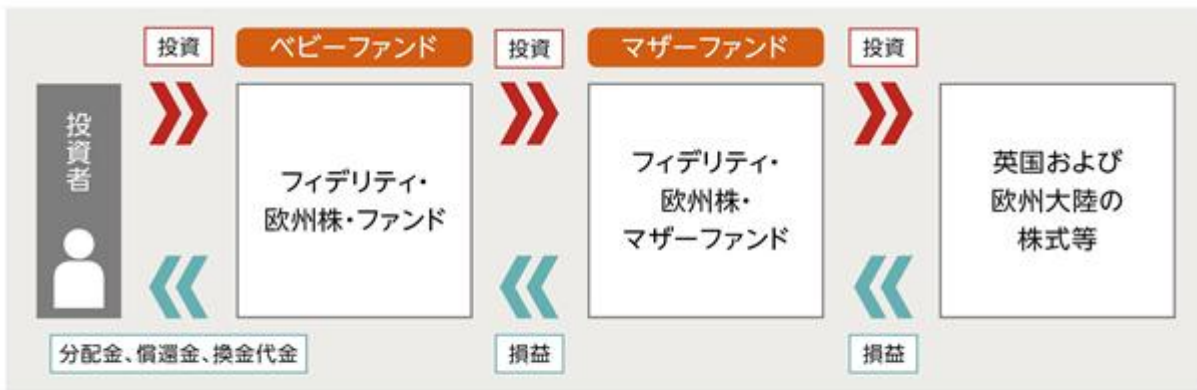 投資
ベビーファンド
投資
マザーファンド
投資
投資者
フィデリティ・
欧州株・ファンド
フィデリティ・
欧州株・
マザーファンド
英国および
欧州大陸の
株式等
分配金、償還金、換金代金
損益
損益